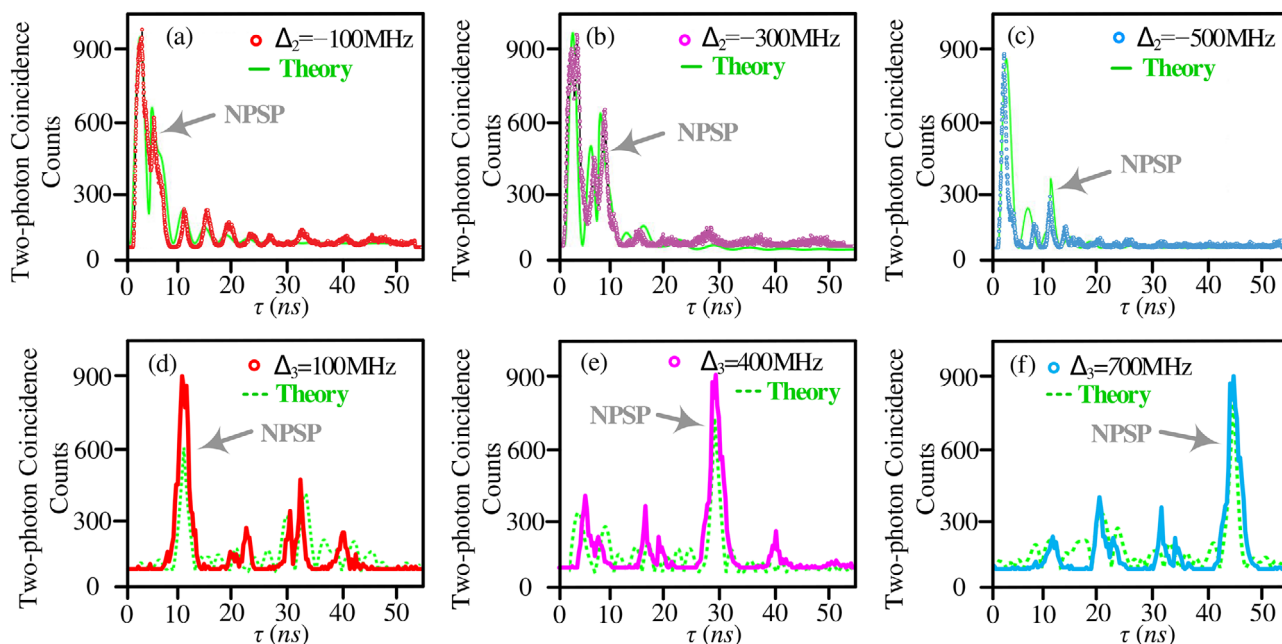 Two-photon Coincidence
Counts
900
600
300
0
(a)
Δ₂=−100MHz
Theory
NPSP
0 10 20 30 40 50
τ (ns)
Two-photon Coincidence
Counts
900
600
300
0
(b)
Δ₂=−300MHz
Theory
NPSP
0 10 20 30 40 50
τ (ns)
Two-photon Coincidence
Counts
900
600
300
0
(c)
Δ₂=−500MHz
Theory
NPSP
0 10 20 30 40 50
τ (ns)
Two−photon Coincidence
Counts
900
600
300
0
(d)
Δ₃=100MHz
Theory
NPSP
0 10 20 30 40 50
τ (ns)
Two−photon Coincidence
Counts
900
600
300
0
(e)
Δ₃=400MHz
Theory
NPSP
0 10 20 30 40 50
τ (ns)
Two−photon Coincidence
Counts
900
600
300
0
(f)
Δ₃=700MHz
Theory
NPSP
0 10 20 30 40 50
τ (ns)